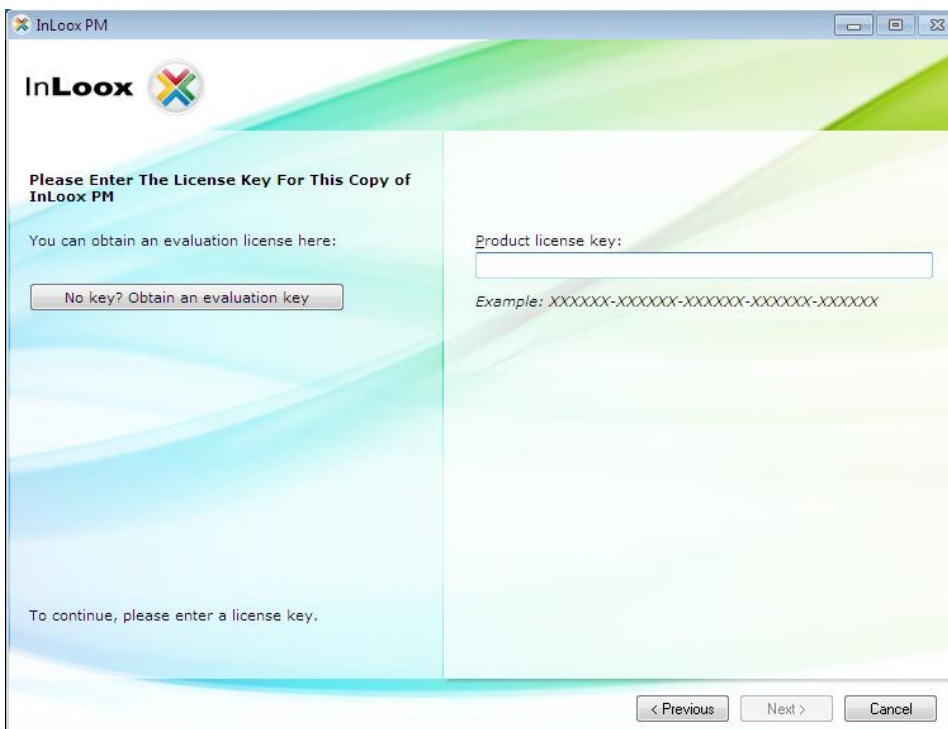 InLoox PM
InLoox
Please Enter The License Key For This Copy of
InLoox PM
You can obtain an evaluation license here:
No key? Obtain an evaluation key
Product license key:
Example: XXXXXX-XXXXXX-XXXXXX-XXXXXX-XXXXXX
To continue, please enter a license key.
< Previous
Next >
Cancel